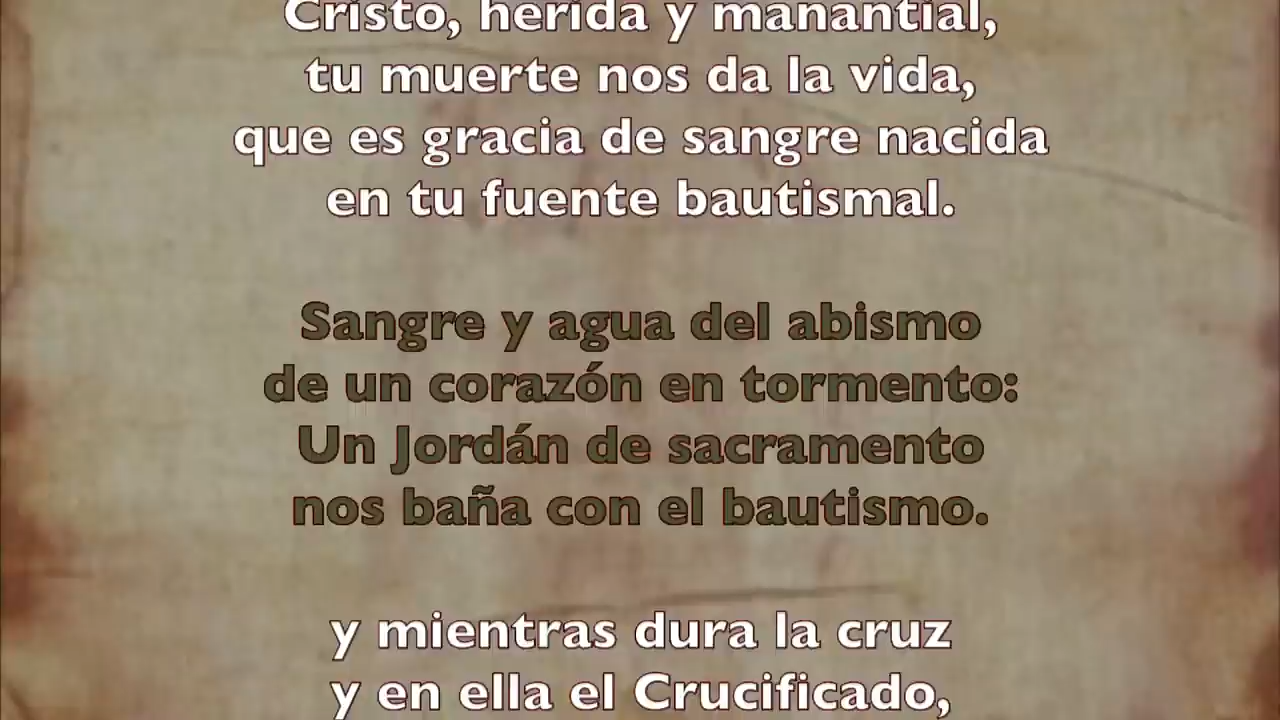 Cristo, herida y manantial,
tu muerte nos da la vida,
que es gracia de sangre nacida
en tu fuente bautismal.
Sangre y agua del abismo
de un corazón en tormento:
Un Jordán de sacramento
nos baña con el bautismo.
y mientras dura la cruz
y en ella el Crucificado,